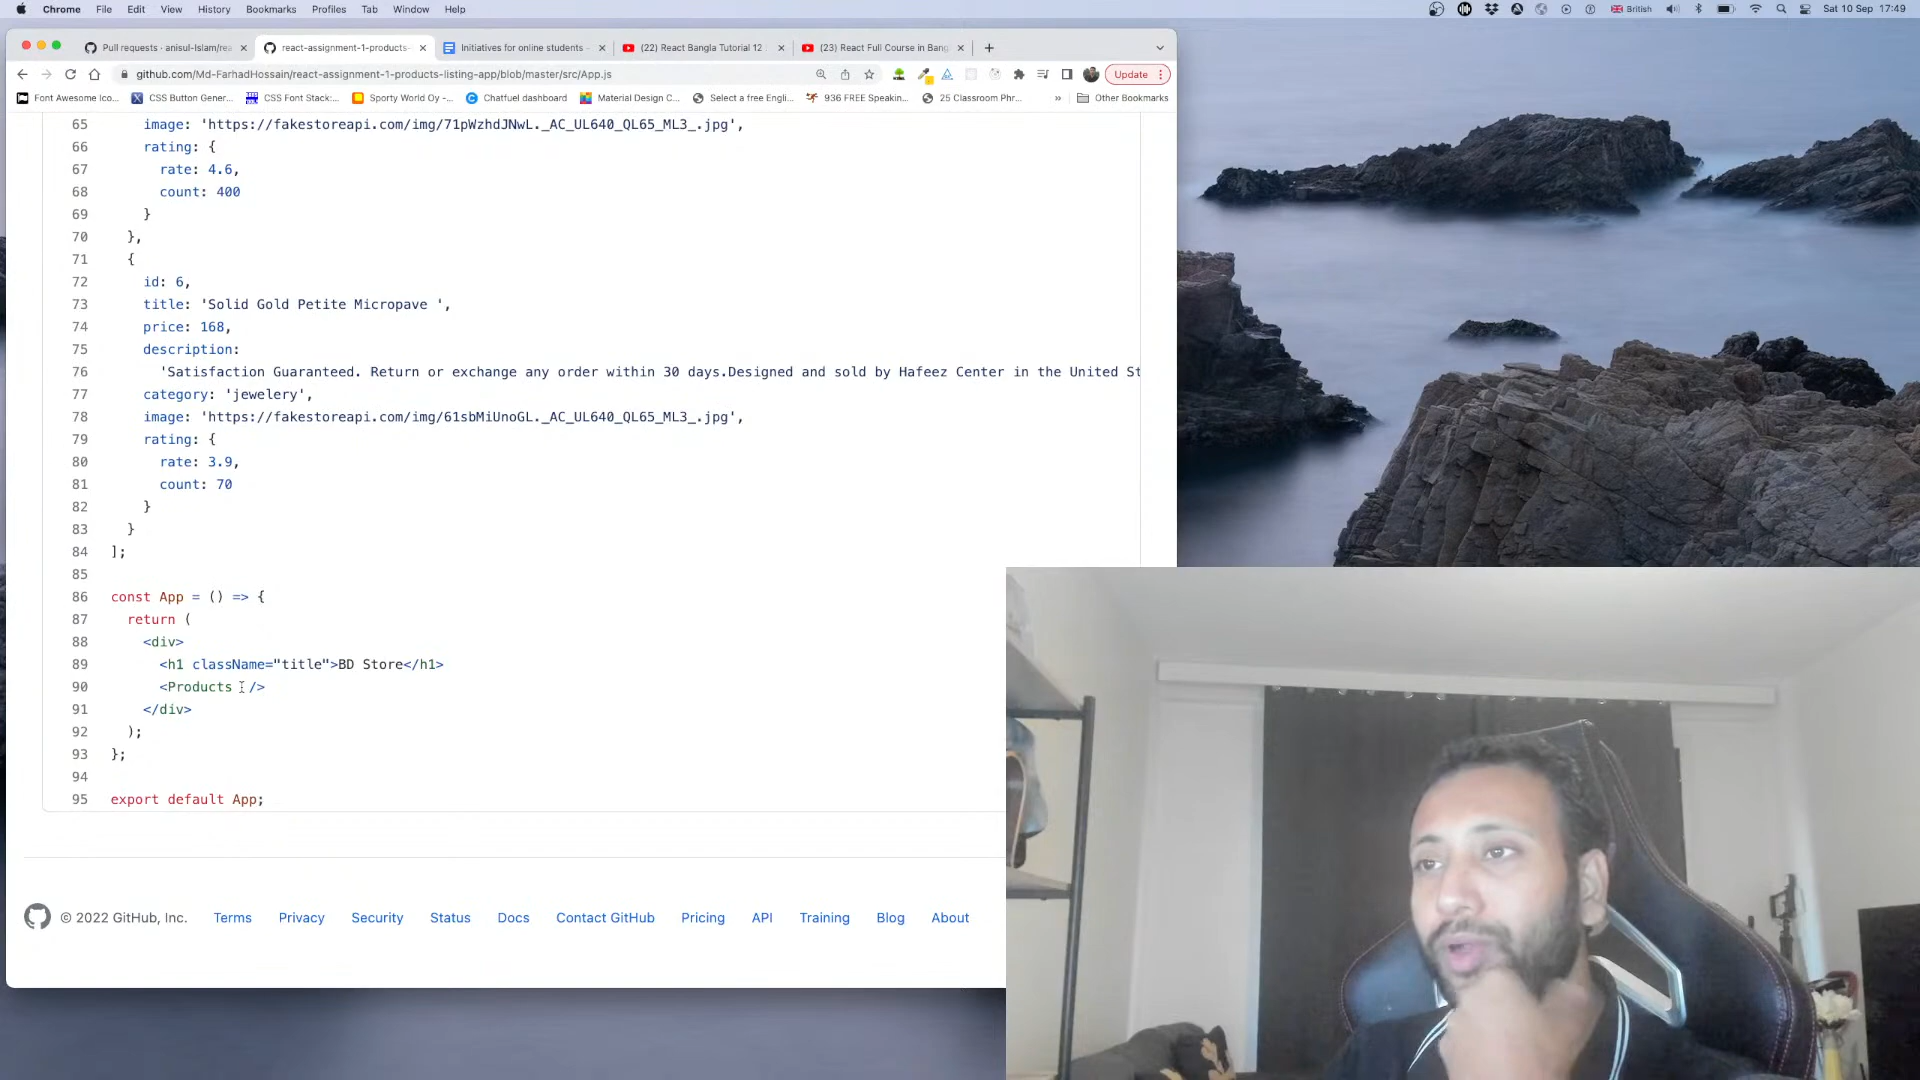 Chrome File Edit View History Bookmarks Profiles Tab Window Help
British Sat 10 Sep 17:49
Pull requests · anisul-Islam/rea
react-assignment-1-products-
Initiatives for online students -
(22) React Bangla Tutorial 12
(23) React Full Course in Bang
github.com/Md-FarhadHossain/react-assignment-1-products-listing-app/blob/master/src/App.js
Update
Font Awesome Ico... CSS Button Gener... CSS Font Stack:... Sporty World Oy -... Chatfuel dashboard Material Design C... Select a free Engli... 936 FREE Speakin... 25 Classroom Phr... » Other Bookmarks
65 image: 'https://fakestoreapi.com/img/71pWzhdJNwL._AC_UL640_QL65_ML3_.jpg',
66 rating: {
67 rate: 4.6,
68 count: 400
69 }
70 },
71 {
72 id: 6,
73 title: 'Solid Gold Petite Micropave ',
74 price: 168,
75 description:
76 'Satisfaction Guaranteed. Return or exchange any order within 30 days.Designed and sold by Hafeez Center in the United St
77 category: 'jewelery',
78 image: 'https://fakestoreapi.com/img/61sbMiUnoGL._AC_UL640_QL65_ML3_.jpg',
79 rating: {
80 rate: 3.9,
81 count: 70
82 }
83 }
84 ];
85
86 const App = () => {
87 return (
88 <div>
89 <h1 className="title">BD Store</h1>
90 <Products />
91 </div>
92 );
93 };
94
95 export default App;
© 2022 GitHub, Inc. Terms Privacy Security Status Docs Contact GitHub Pricing API Training Blog About